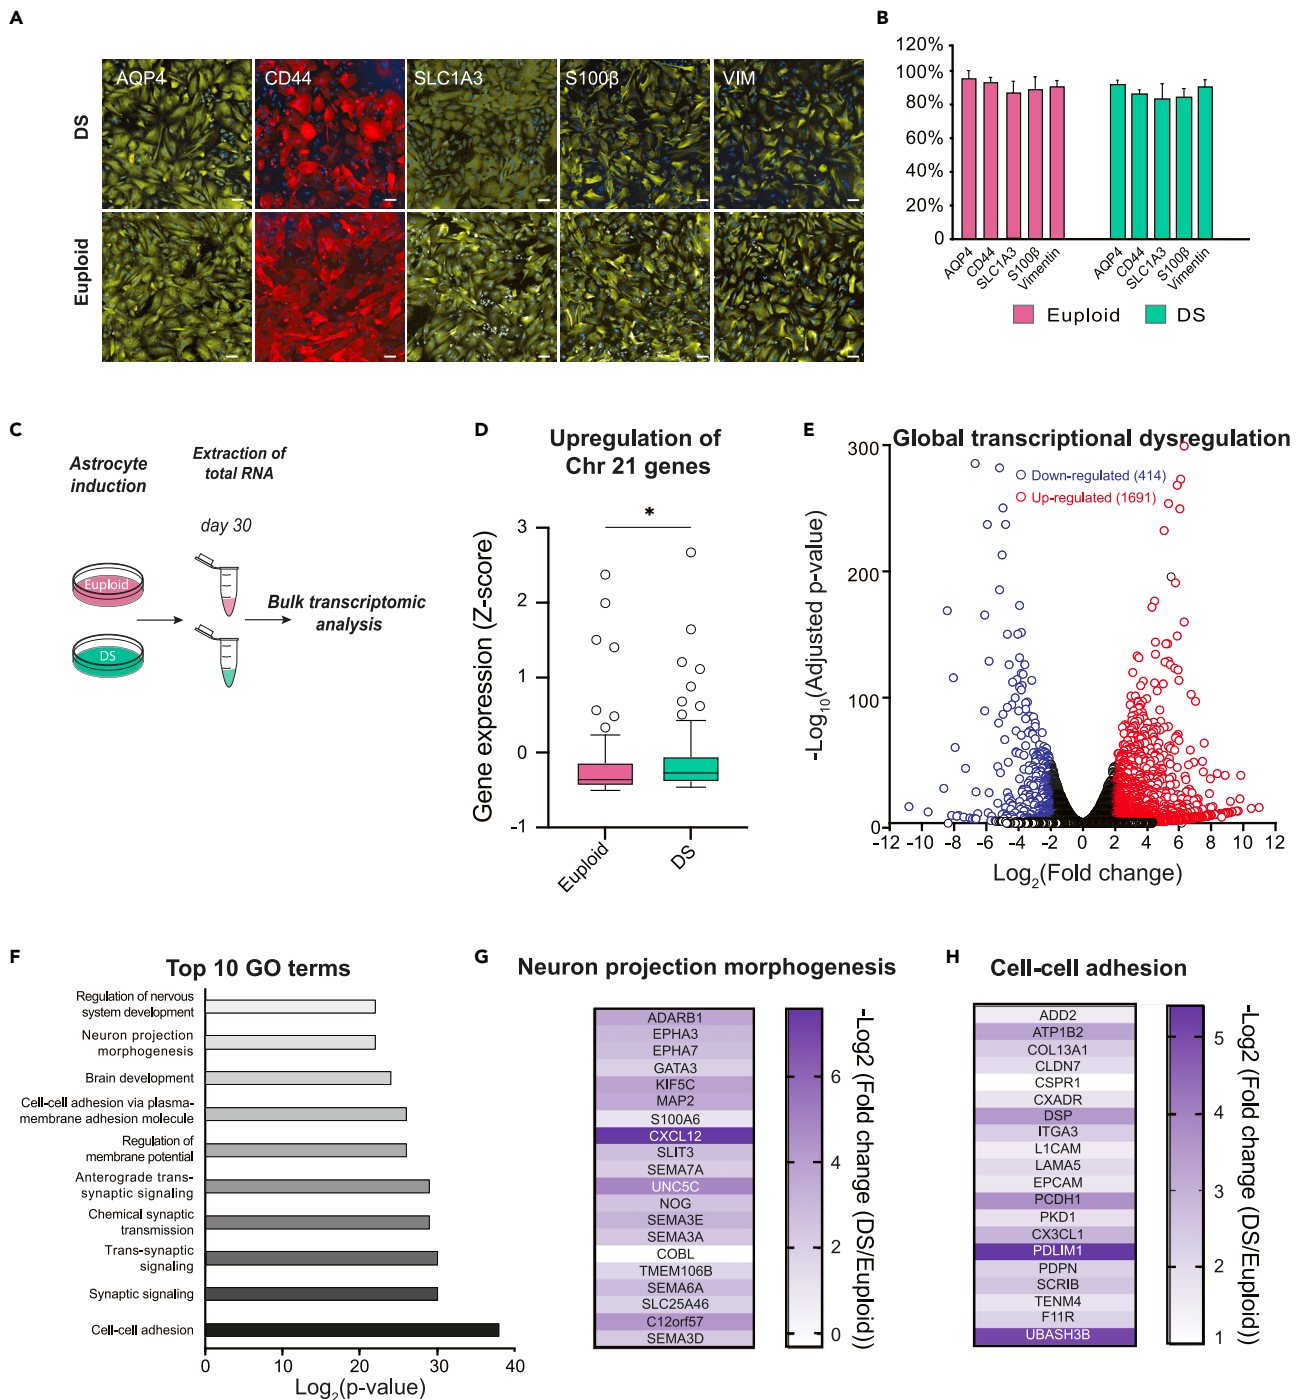 A
AQP4
CD44
SLC1A3
S100β
VIM
DS
Euploid
B
120%
100%
80%
60%
40%
20%
0
AQP4
CD44
SLC1A3
S100β
Vimentin
AQP4
CD44
SLC1A3
S100β
Vimentin
Euploid
DS
C
Astrocyte
induction
Extraction of
total RNA
day 30
Euploid
DS
Bulk transcriptomic
analysis
D
Upregulation of
Chr 21 genes
*
Gene expression (Z-score)
3
2
1
0
-1
Euploid
DS
E
Global transcriptional dysregulation
Down-regulated (414)
Up-regulated (1691)
-Log10(Adjusted p-value)
300
200
100
0
-12 -10 -8 -6 -4 -2 0 2 4 6 8 10 12
Log2(Fold change)
F
Top 10 GO terms
Regulation of nervous
system development
Neuron projection
morphogenesis
Brain development
Cell-cell adhesion via plasma-
membrane adhesion molecule
Regulation of
membrane potential
Anterograde trans-
synaptic signaling
Chemical synaptic
transmission
Trans-synaptic
signaling
Synaptic signaling
Cell-cell adhesion
0 10 20 30 40
Log2(p-value)
G
Neuron projection morphogenesis
ADARB1
EPHA3
EPHA7
GATA3
KIF5C
MAP2
S100A6
CXCL12
SLIT3
SEMA7A
UNC5C
NOG
SEMA3E
SEMA3A
COBL
TMEM106B
SEMA6A
SLC25A46
C12orf57
SEMA3D
6
4
2
0
-Log2 (Fold change (DS/Euploid))
H
Cell-cell adhesion
ADD2
ATP1B2
COL13A1
CLDN7
CSPR1
CXADR
DSP
ITGA3
L1CAM
LAMA5
EPCAM
PCDH1
PKD1
CX3CL1
PDLIM1
PDPN
SCRIB
TENM4
F11R
UBASH3B
5
4
3
2
1
-Log2 (Fold change (DS/Euploid))